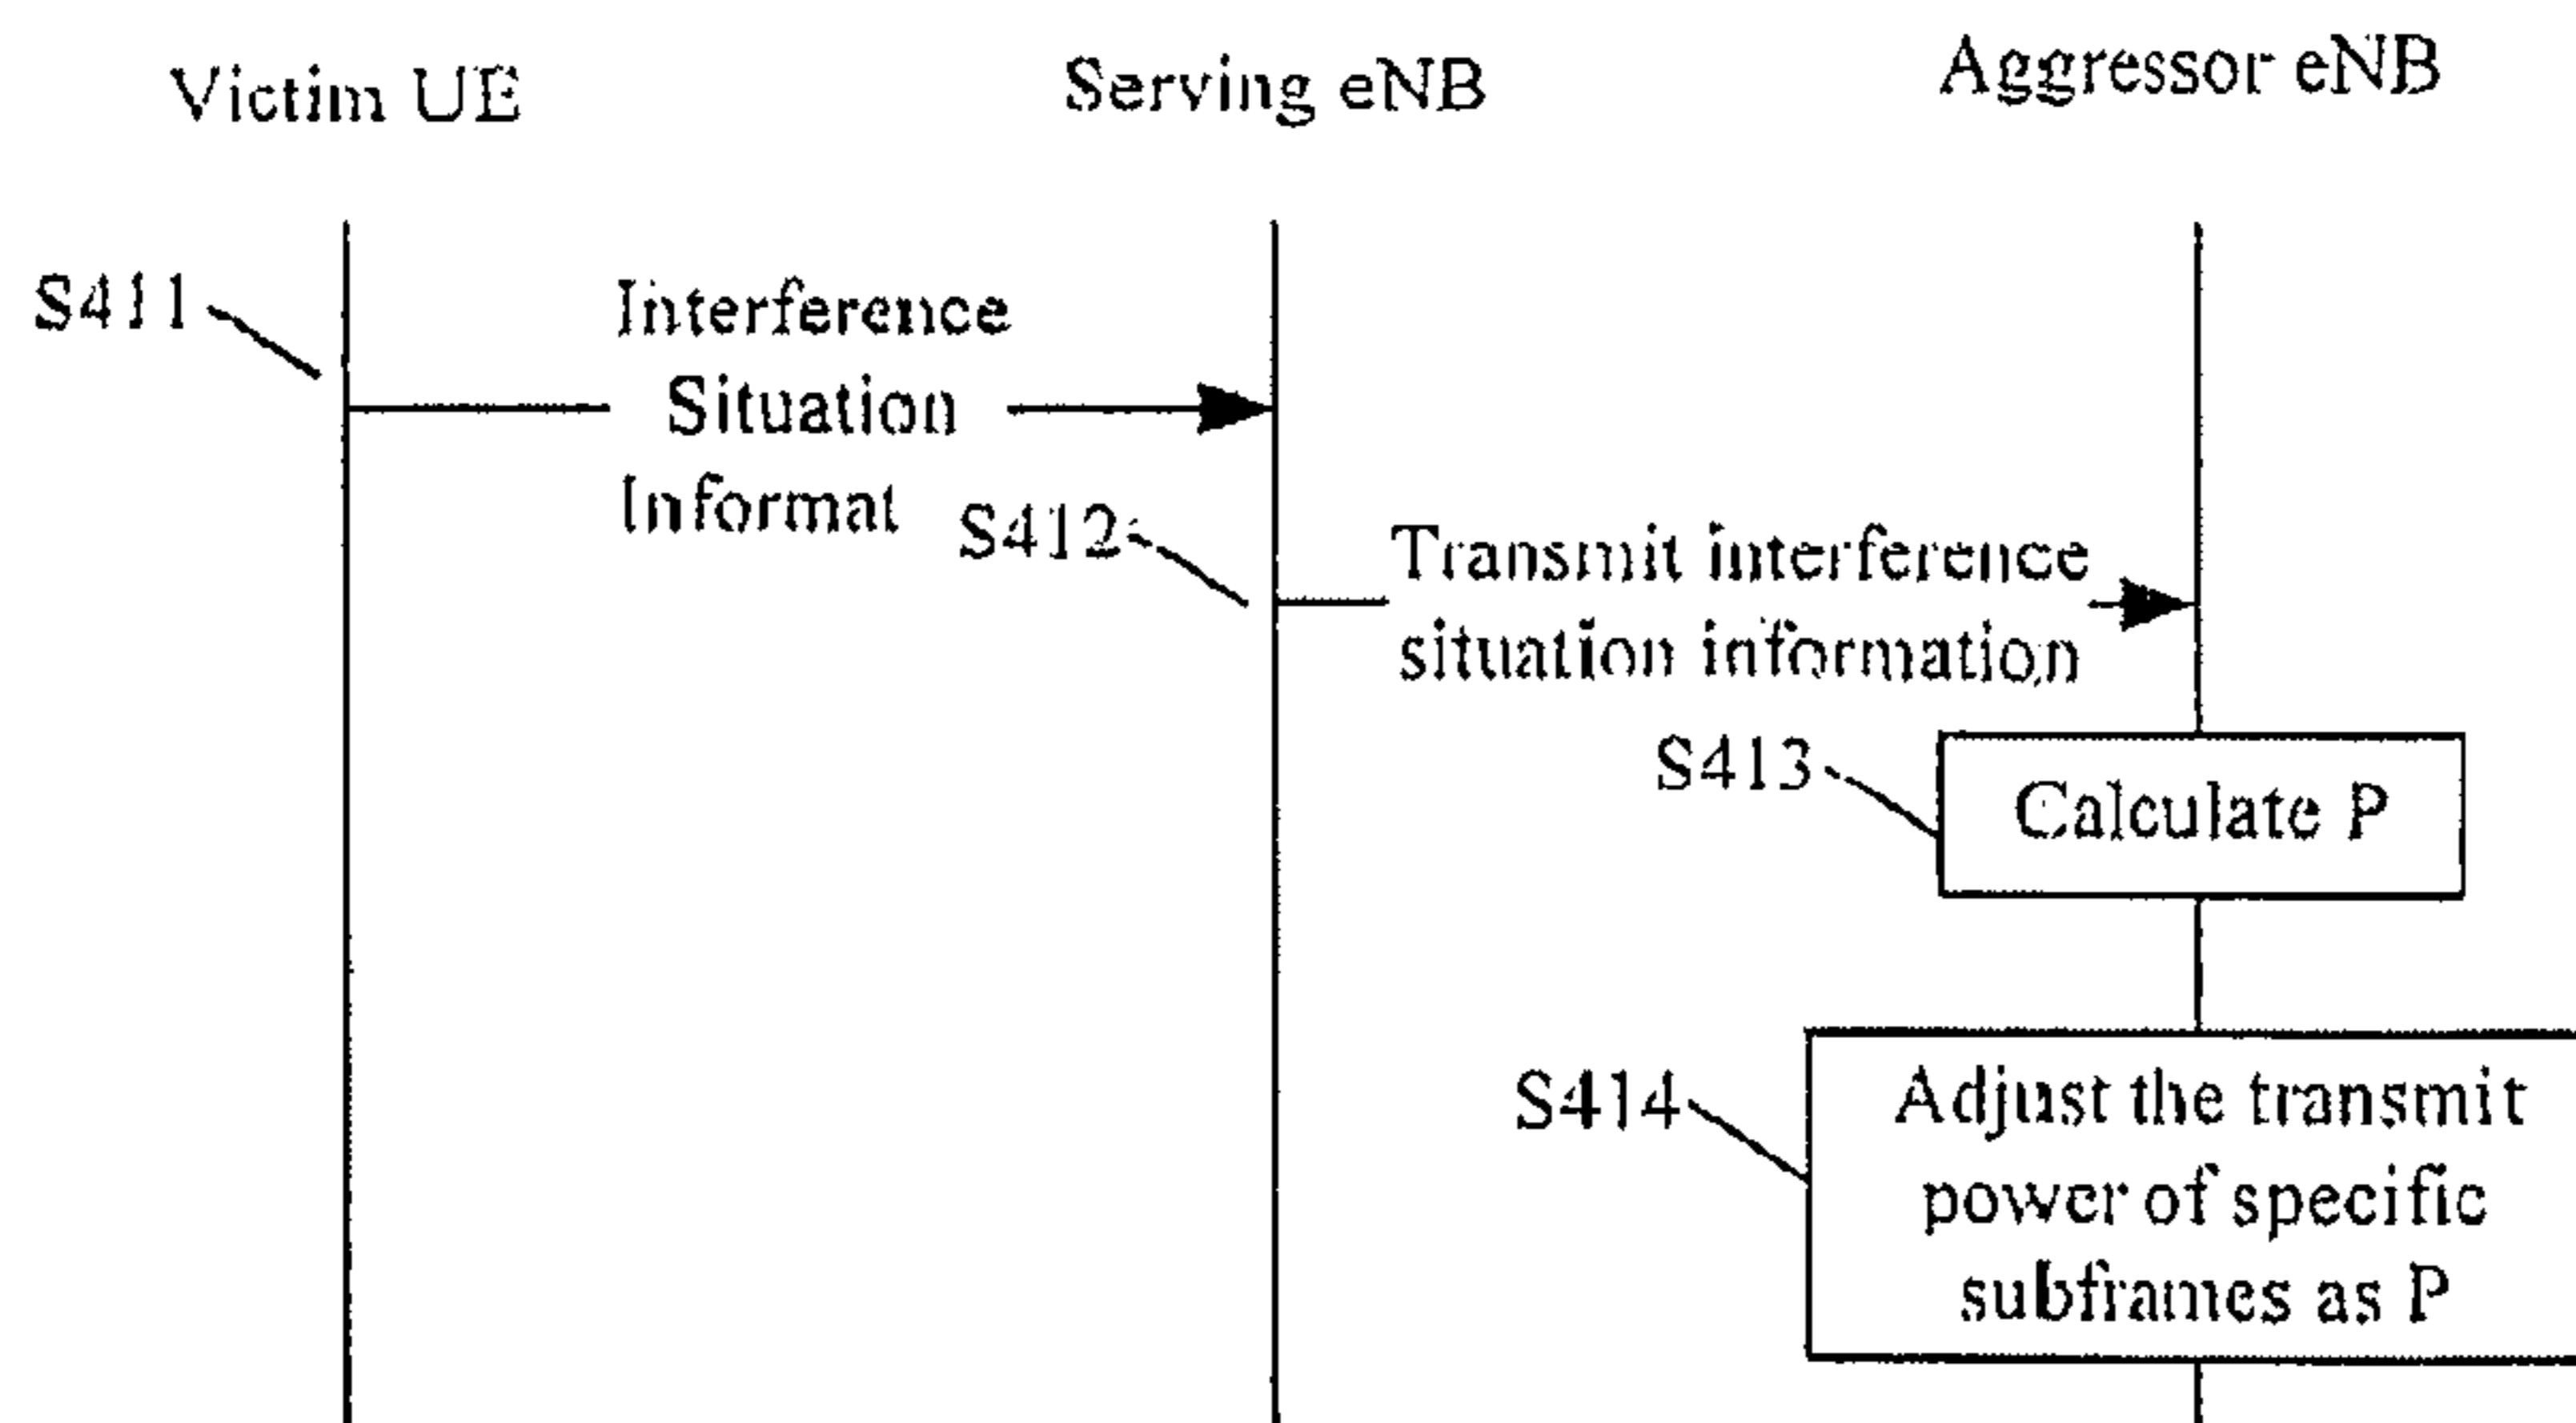 Victim UE
Serving eNB
Aggressor eNB
S411
Interference
Situation
Informat
S412
Transmit interference
situation information
S413
Calculate P
S414
Adjust the transmit
power of specific
subframes as P